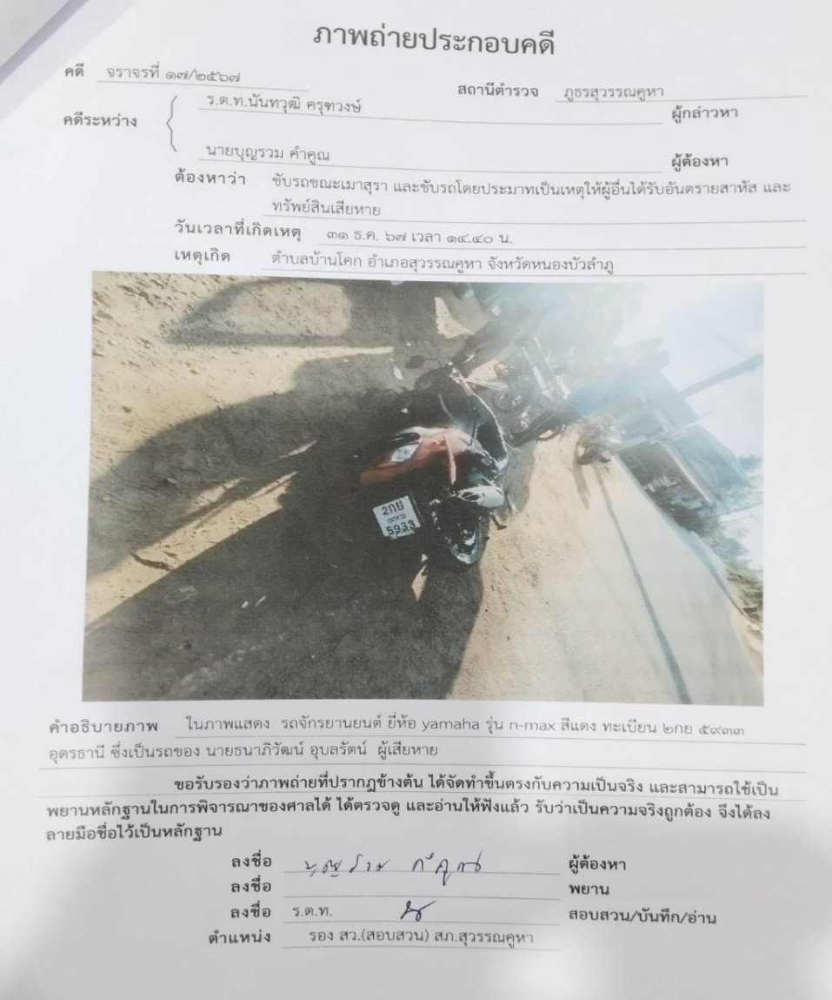 ภาพถ่ายประกอบคดี
คดี จราจรที่ ๑๗/๒๕๖๗ สถานีตำรวจ ภูธรสุวรรณคูหา
ร.ต.ท.นันทวุฒิ ครุฑวงษ์ ผู้กล่าวหา
คดีระหว่าง
นายบุญรวม คำคูณ ผู้ต้องหา
ต้องหาว่า ขับรถขณะเมาสุรา และขับรถโดยประมาทเป็นเหตุให้ผู้อื่นได้รับอันตรายสาหัส และ
ทรัพย์สินเสียหาย
วันเวลาที่เกิดเหตุ ๓๑ ธ.ค. ๖๗ เวลา ๑๔.๔๐ น.
เหตุเกิด ตำบลบ้านโคก อำเภอสุวรรณคูหา จังหวัดหนองบัวลำภู
2กย
5933
คำอธิบายภาพ ในภาพแสดง รถจักรยานยนต์ ยี่ห้อ yamaha รุ่น n-max สีแดง ทะเบียน ๒กย ๕๙๓๓
อุดรธานี ซึ่งเป็นรถของ นายธนาภิวัฒน์ อุบลรัตน์ ผู้เสียหาย
ขอรับรองว่าภาพถ่ายที่ปรากฏข้างต้น ได้จัดทำขึ้นตรงกับความเป็นจริง และสามารถใช้เป็น
พยานหลักฐานในการพิจารณาของศาลได้ ได้ตรวจดู และอ่านให้ฟังแล้ว รับว่าเป็นความจริงถูกต้อง จึงได้ลง
ลายมือชื่อไว้เป็นหลักฐาน
ลงชื่อ บุญรวม คำคูณ ผู้ต้องหา
ลงชื่อ พยาน
ลงชื่อ ร.ต.ท. สอบสวน/บันทึก/อ่าน
ตำแหน่ง รอง สว.(สอบสวน) สภ.สุวรรณคูหา